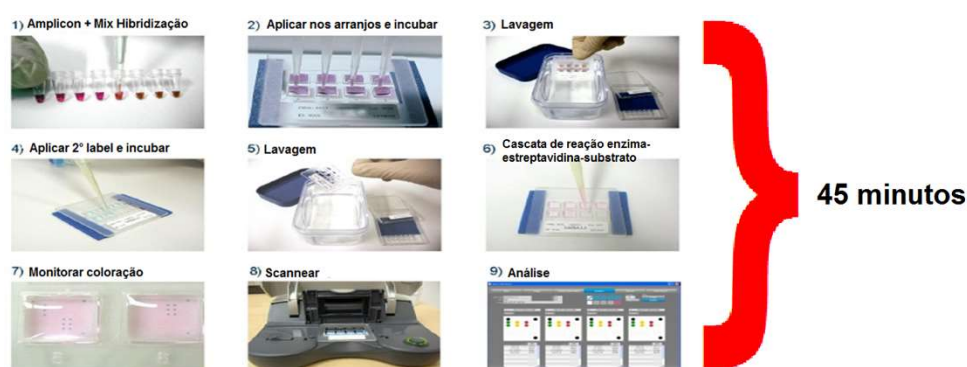 1) Amplicon + Mix Hibridização
2) Aplicar nos arranjos e incubar
3) Lavagem
4) Aplicar 2° label e incubar
5) Lavagem
6) Cascata de reação enzima-
estreptavidina-substrato
7) Monitorar coloração
8) Scannear
9) Análise
45 minutos